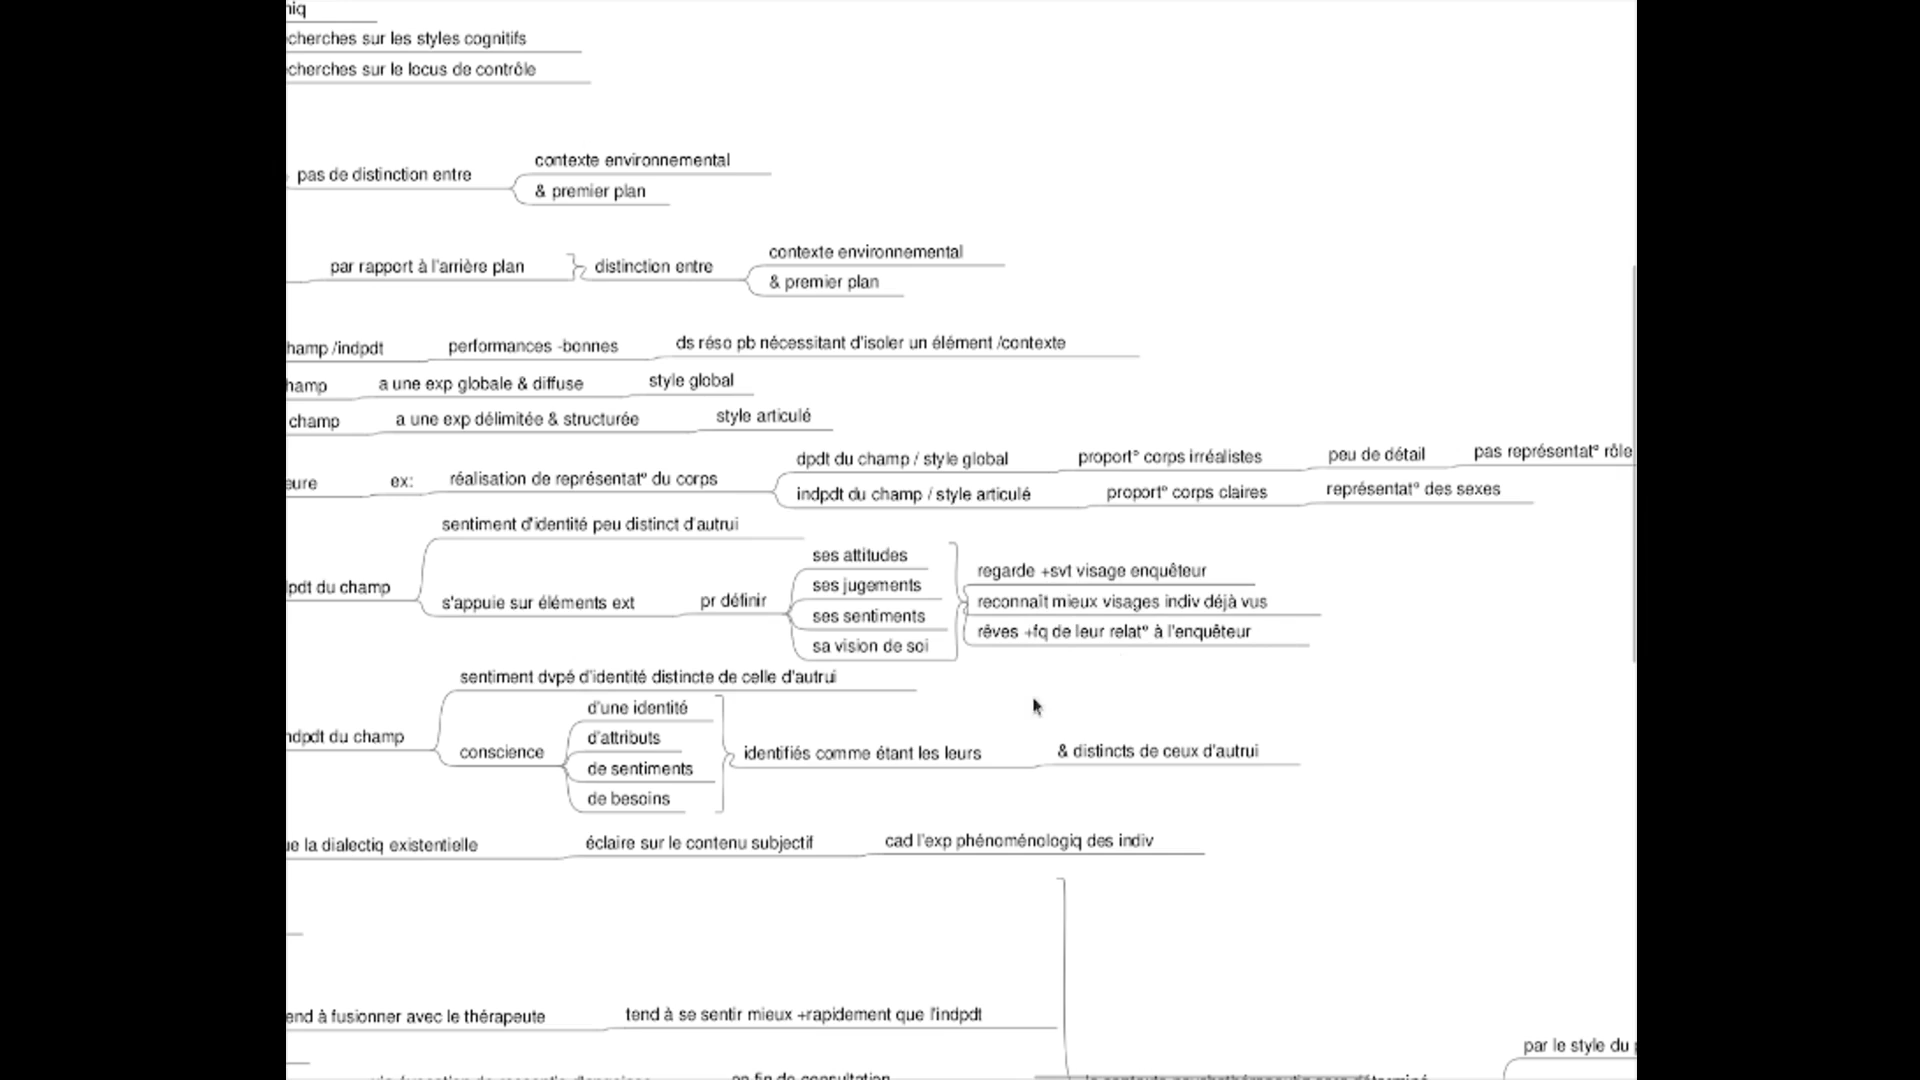 niq
cherches sur les styles cognitifs
cherches sur le locus de contrôle
contexte environnemental
pas de distinction entre
& premier plan
contexte environnemental
par rapport à l'arrière plan distinction entre
& premier plan
hamp /indpdt performances -bonnes ds réso pb nécessitant d'isoler un élément /contexte
hamp a une exp globale & diffuse style global
champ a une exp délimitée & structurée style articulé
dpdt du champ / style global proport° corps irréalistes peu de détail pas représentat° rôle
eure ex: réalisation de représentat° du corps
indpdt du champ / style articulé proport° corps claires représentat° des sexes
sentiment d'identité peu distinct d'autrui
ses attitudes
regarde +svt visage enquêteur
pdt du champ
ses jugements
s'appuie sur éléments ext pr définir
reconnaît mieux visages indiv déjà vus
ses sentiments
rêves +fq de leur relat° à l'enquêteur
sa vision de soi
sentiment dvpé d'identité distincte de celle d'autrui
d'une identité
ndpdt du champ
d'attributs
conscience identifiés comme étant les leurs & distincts de ceux d'autrui
de sentiments
de besoins
ue la dialectiq existentielle éclaire sur le contenu subjectif cad l'exp phénoménologiq des indiv
end à fusionner avec le thérapeute tend à se sentir mieux +rapidement que l'indpdt
par le style du
en fin de consultation